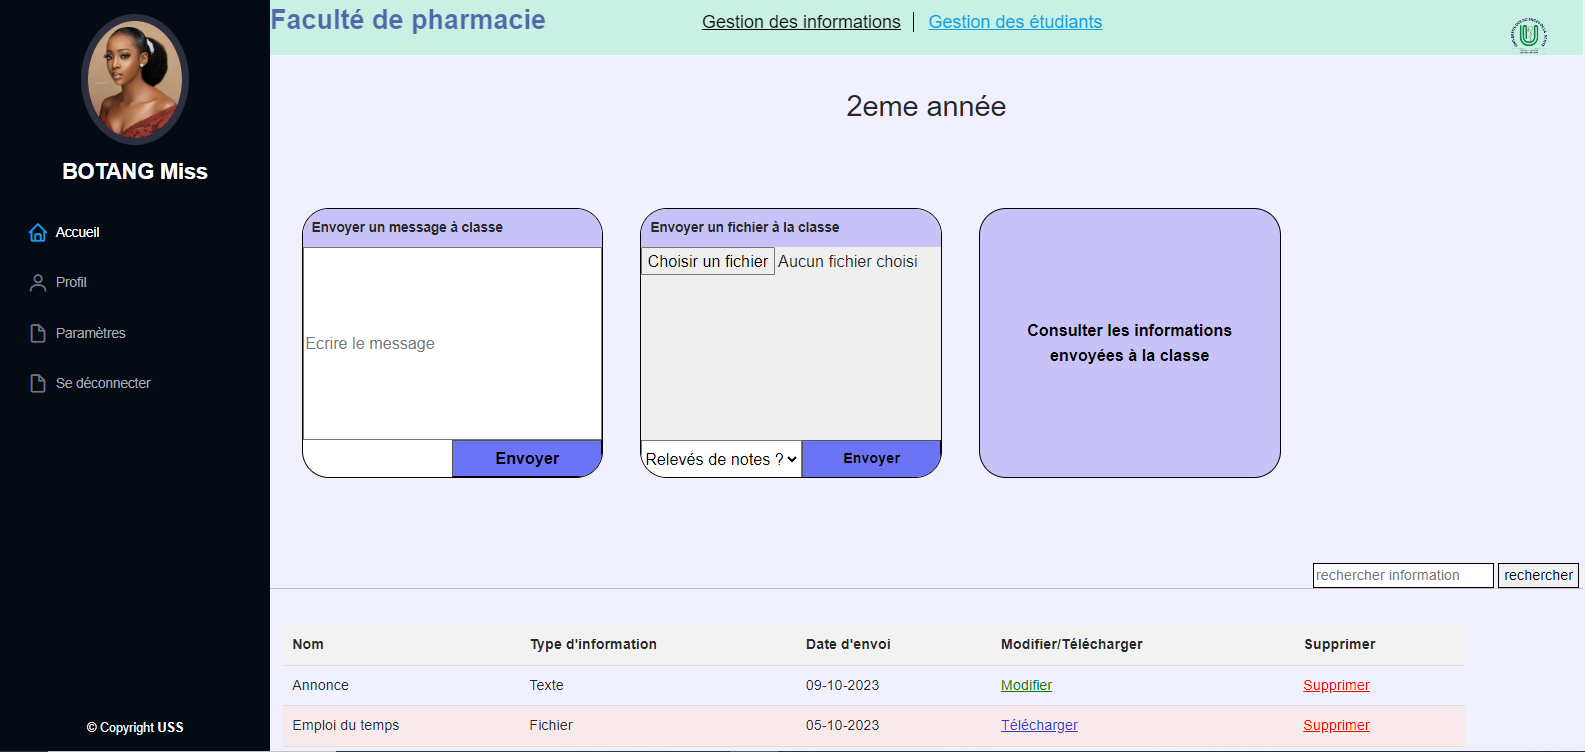 Faculté de pharmacie
Gestion des informations | Gestion des étudiants
BOTANG Miss
Accueil
Profil
Paramètres
Se déconnecter
© Copyright USS
2eme année
Envoyer un message à classe
Ecrire le message
Envoyer
Envoyer un fichier à la classe
Choisir un fichier Aucun fichier choisi
Relevés de notes ? Envoyer
Consulter les informations
envoyées à la classe
rechercher information rechercher
Nom Type d'information Date d'envoi Modifier/Télécharger Supprimer
Annonce Texte 09-10-2023 Modifier Supprimer
Emploi du temps Fichier 05-10-2023 Télécharger Supprimer